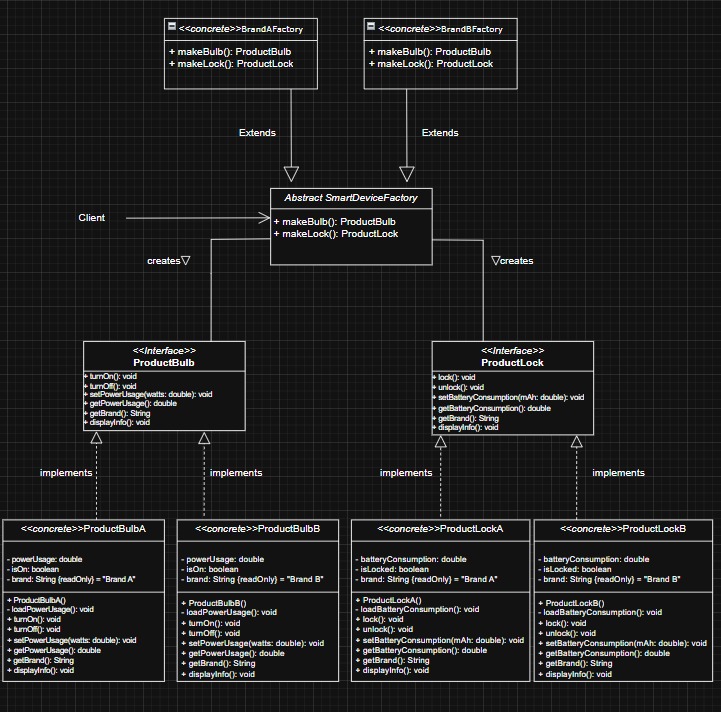 <<concrete>>BrandAFactory
+ makeBulb(): ProductBulb
+ makeLock(): ProductLock
<<concrete>>BrandBFactory
+ makeBulb(): ProductBulb
+ makeLock(): ProductLock
Extends
Extends
Abstract SmartDeviceFactory
+ makeBulb(): ProductBulb
+ makeLock(): ProductLock
Client
creates
creates
<<Interface>>
ProductBulb
+ turnOn(): void
+ turnOff(): void
+ setPowerUsage(watts: double): void
+ getPowerUsage(): double
+ getBrand(): String
+ displayInfo(): void
<<Interface>>
ProductLock
+ lock(): void
+ unlock(): void
+ setBatteryConsumption(mAh: double): void
+ getBatteryConsumption(): double
+ getBrand(): String
+ displayInfo(): void
implements
implements
implements
implements
<<concrete>>ProductBulbA
- powerUsage: double
- isOn: boolean
- brand: String {readOnly} = "Brand A"
+ ProductBulbA()
- loadPowerUsage(): void
+ turnOn(): void
+ turnOff(): void
+ setPowerUsage(watts: double): void
+ getPowerUsage(): double
+ getBrand(): String
+ displayInfo(): void
<<concrete>>ProductBulbB
- powerUsage: double
- isOn: boolean
- brand: String {readOnly} = "Brand B"
+ ProductBulbB()
- loadPowerUsage(): void
+ turnOn(): void
+ turnOff(): void
+ setPowerUsage(watts: double): void
+ getPowerUsage(): double
+ getBrand(): String
+ displayInfo(): void
<<concrete>>ProductLockA
- batteryConsumption: double
- isLocked: boolean
- brand: String {readOnly} = "Brand A"
+ ProductLockA()
- loadBatteryConsumption(): void
+ lock(): void
+ unlock(): void
+ setBatteryConsumption(mAh: double): void
+ getBatteryConsumption(): double
+ getBrand(): String
+ displayInfo(): void
<<concrete>>ProductLockB
- batteryConsumption: double
- isLocked: boolean
- brand: String {readOnly} = "Brand B"
+ ProductLockB()
- loadBatteryConsumption(): void
+ lock(): void
+ unlock(): void
+ setBatteryConsumption(mAh: double): void
+ getBatteryConsumption(): double
+ getBrand(): String
+ displayInfo(): void